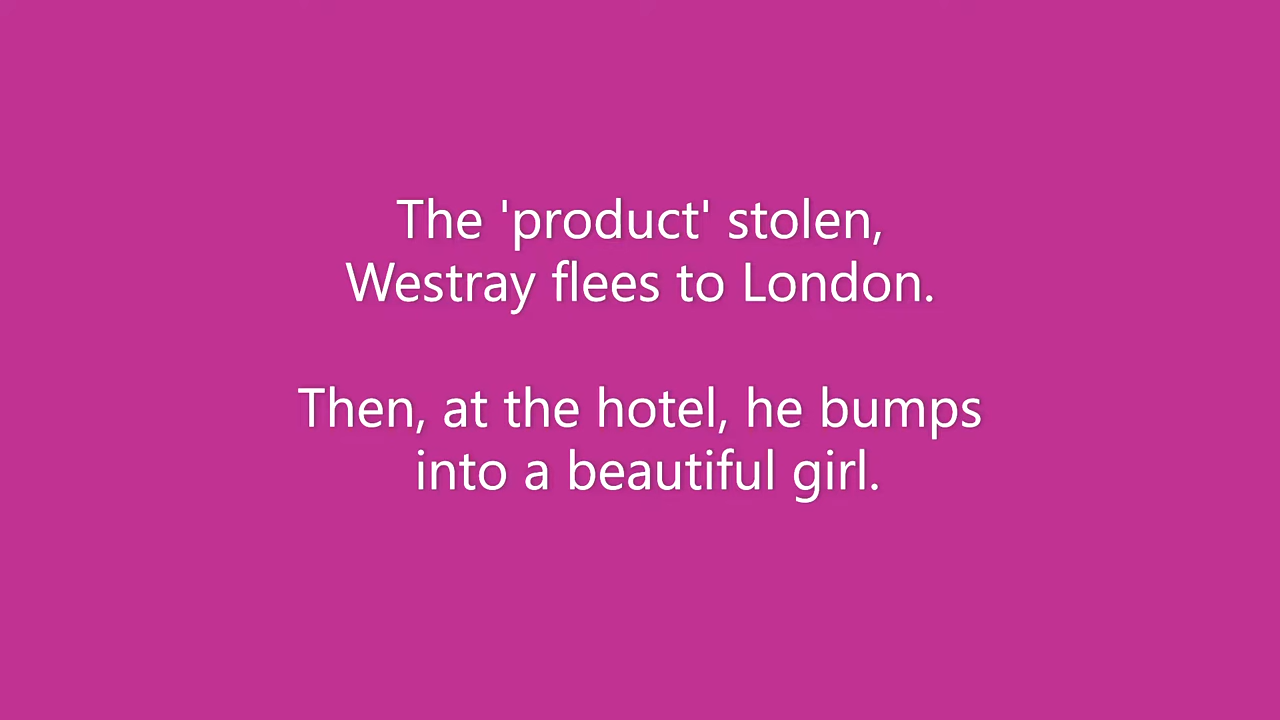 The 'product' stolen,
Westray flees to London.
Then, at the hotel, he bumps
into a beautiful girl.